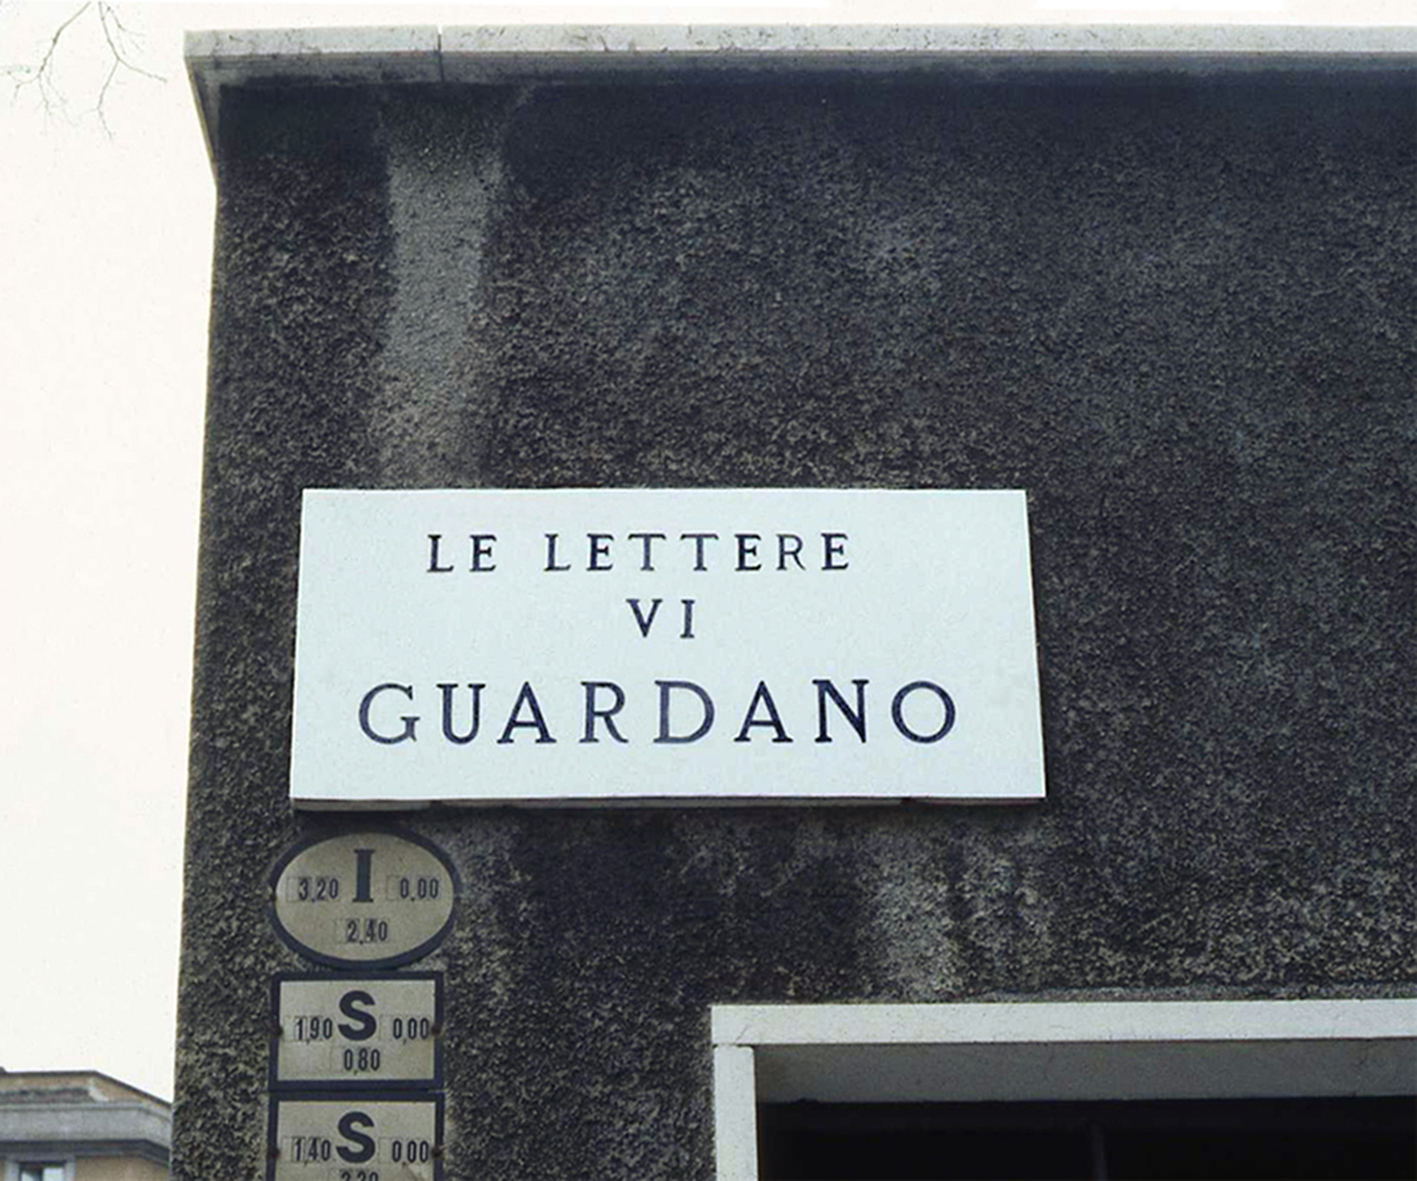 LE LETTERE
VI
GUARDANO
I
3,20 0,00
2,40
S
1,90 0,00
0,80
S
1,40 0,00